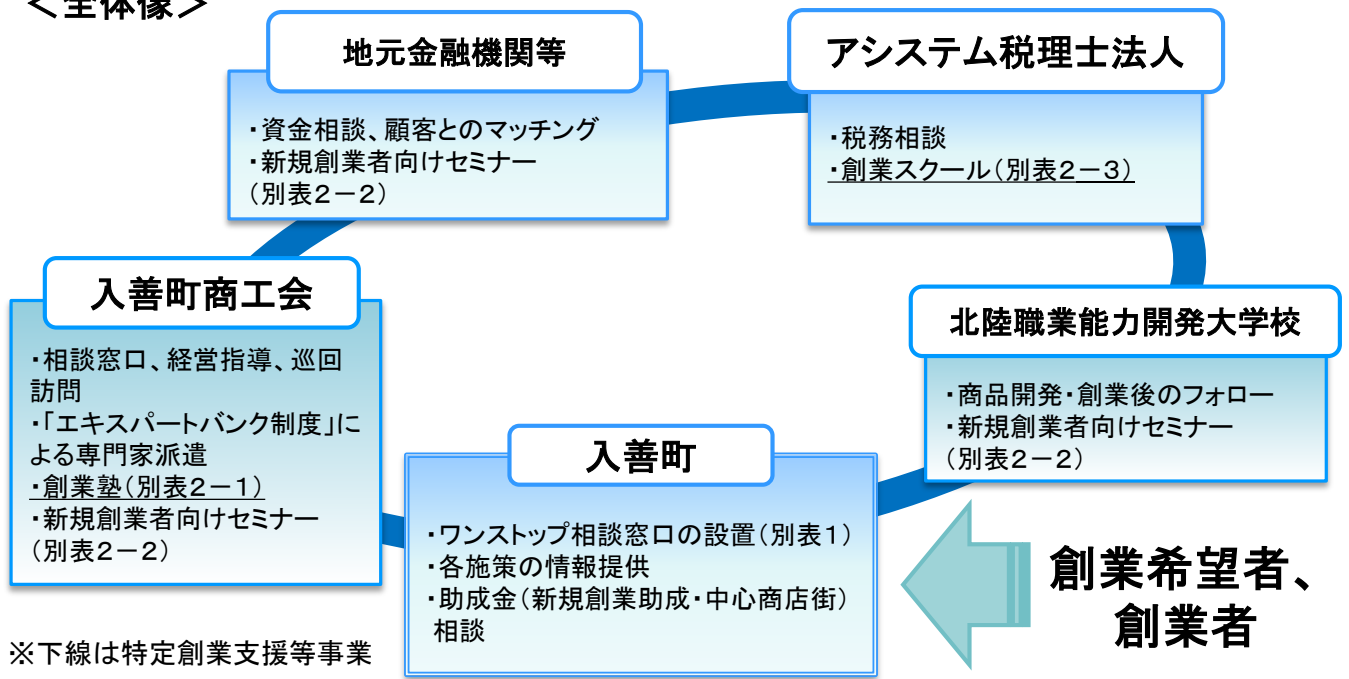 ＜全体像＞
地元金融機関等
・資金相談、顧客とのマッチング
・新規創業者向けセミナー
（別表２－２）
アシステム税理士法人
・税務相談
・創業スクール（別表２－３）
入善町商工会
・相談窓口、経営指導、巡回
訪問
・「エキスパートバンク制度」に
よる専門家派遣
・創業塾（別表２－１）
・新規創業者向けセミナー
（別表２－２）
北陸職業能力開発大学校
・商品開発・創業後のフォロー
・新規創業者向けセミナー
（別表２－２）
入善町
・ワンストップ相談窓口の設置（別表１）
・各施策の情報提供
・助成金（新規創業助成・中心商店街）
相談
創業希望者、
創業者
※下線は特定創業支援等事業